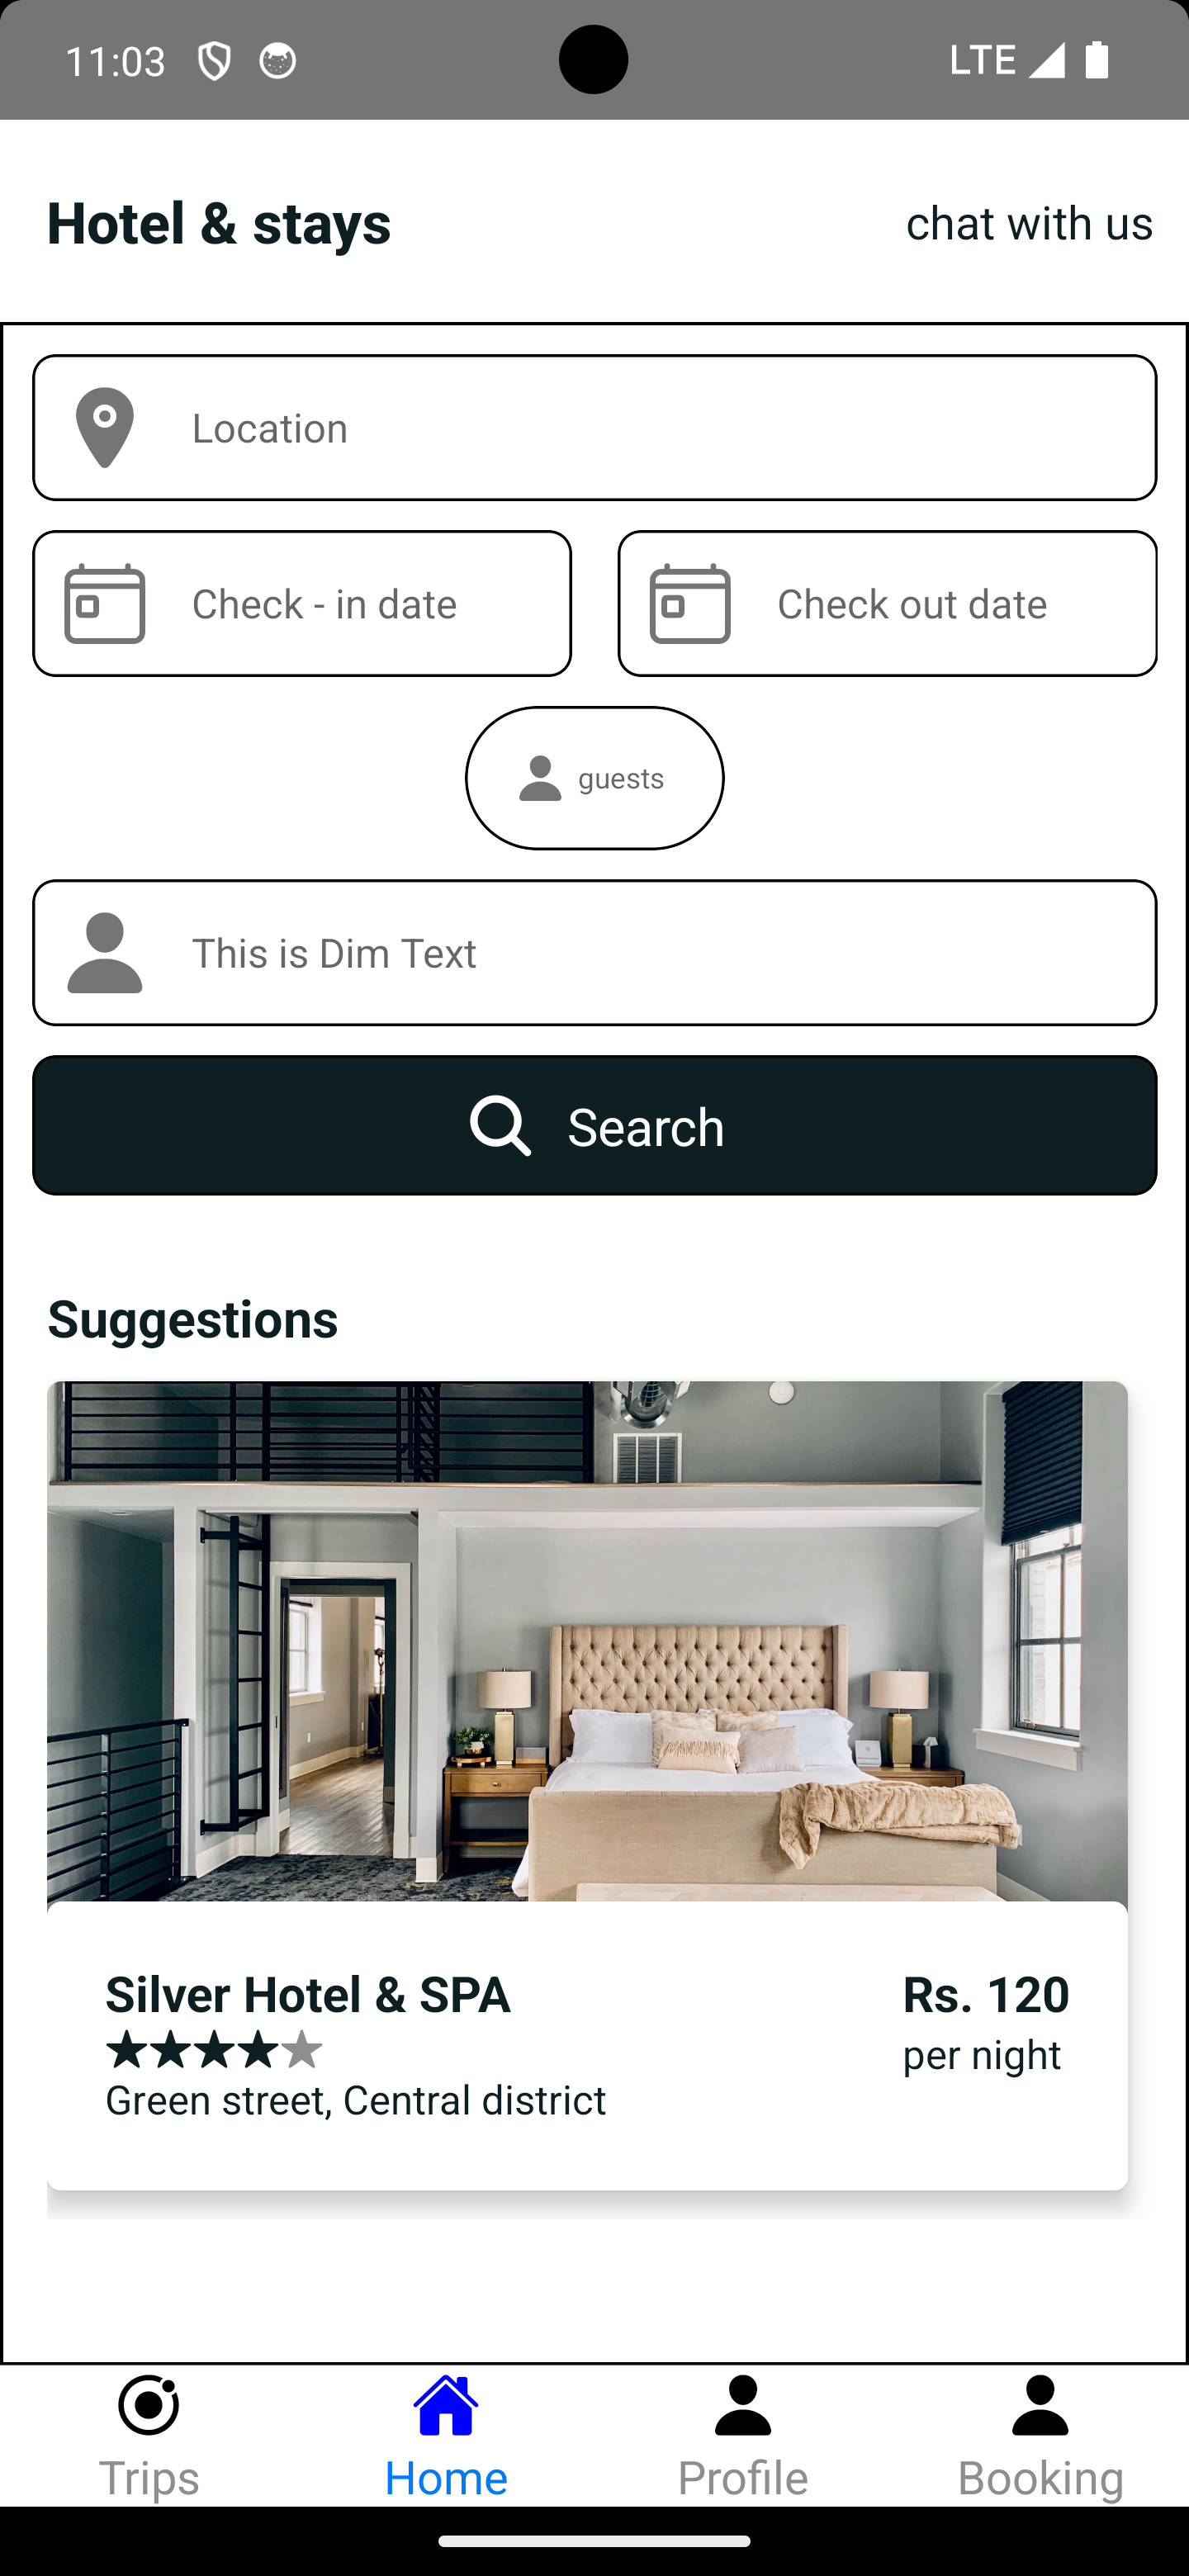 11:03 LTE
Hotel & stays chat with us
Location
Check - in date Check out date
guests
This is Dim Text
Search
Suggestions
Silver Hotel & SPA Rs. 120
per night
Green street, Central district
Trips Home Profile Booking